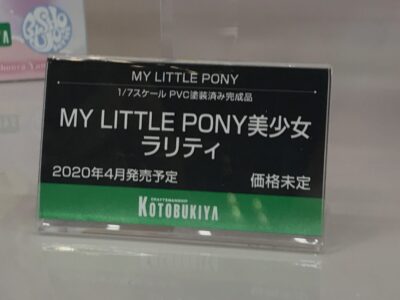 MY LITTLE PONY
1/7スケール PVC塗装済み完成品
MY LITTLE PONY美少女
ラリティ
2020年4月発売予定 価格未定
KOTOBUKIYA